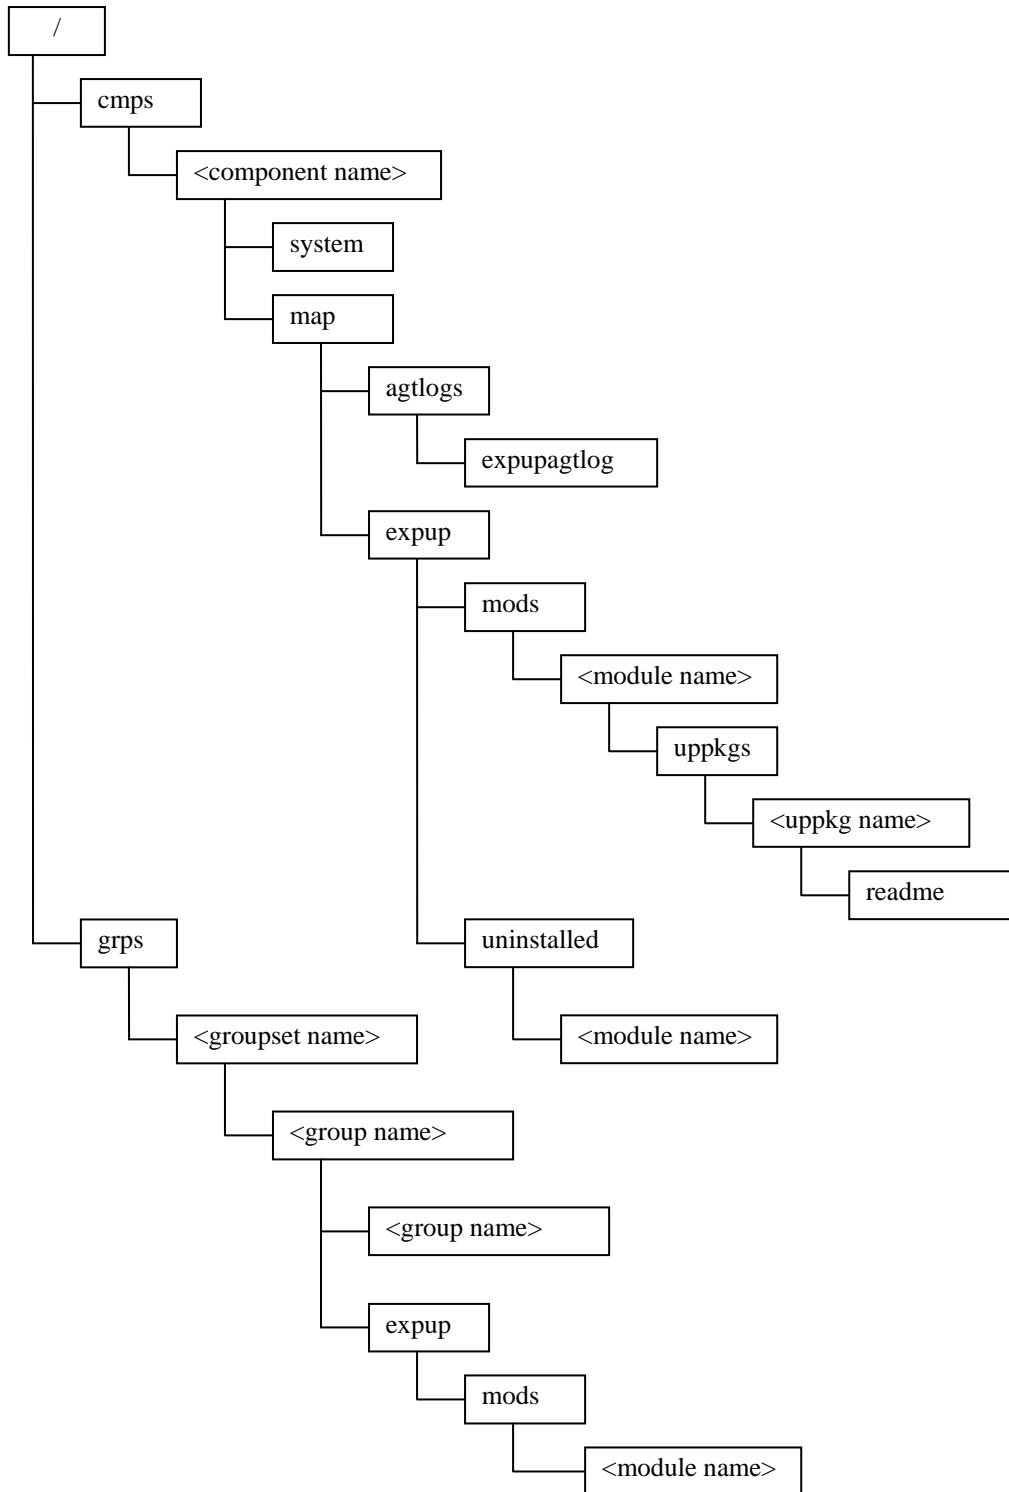 /
cmps
<component name>
system
map
agtlogs
expupagtlog
expup
mods
<module name>
uppkgs
<uppkg name>
readme
grps
uninstalled
<groupset name>
<module name>
<group name>
<group name>
expup
mods
<module name>